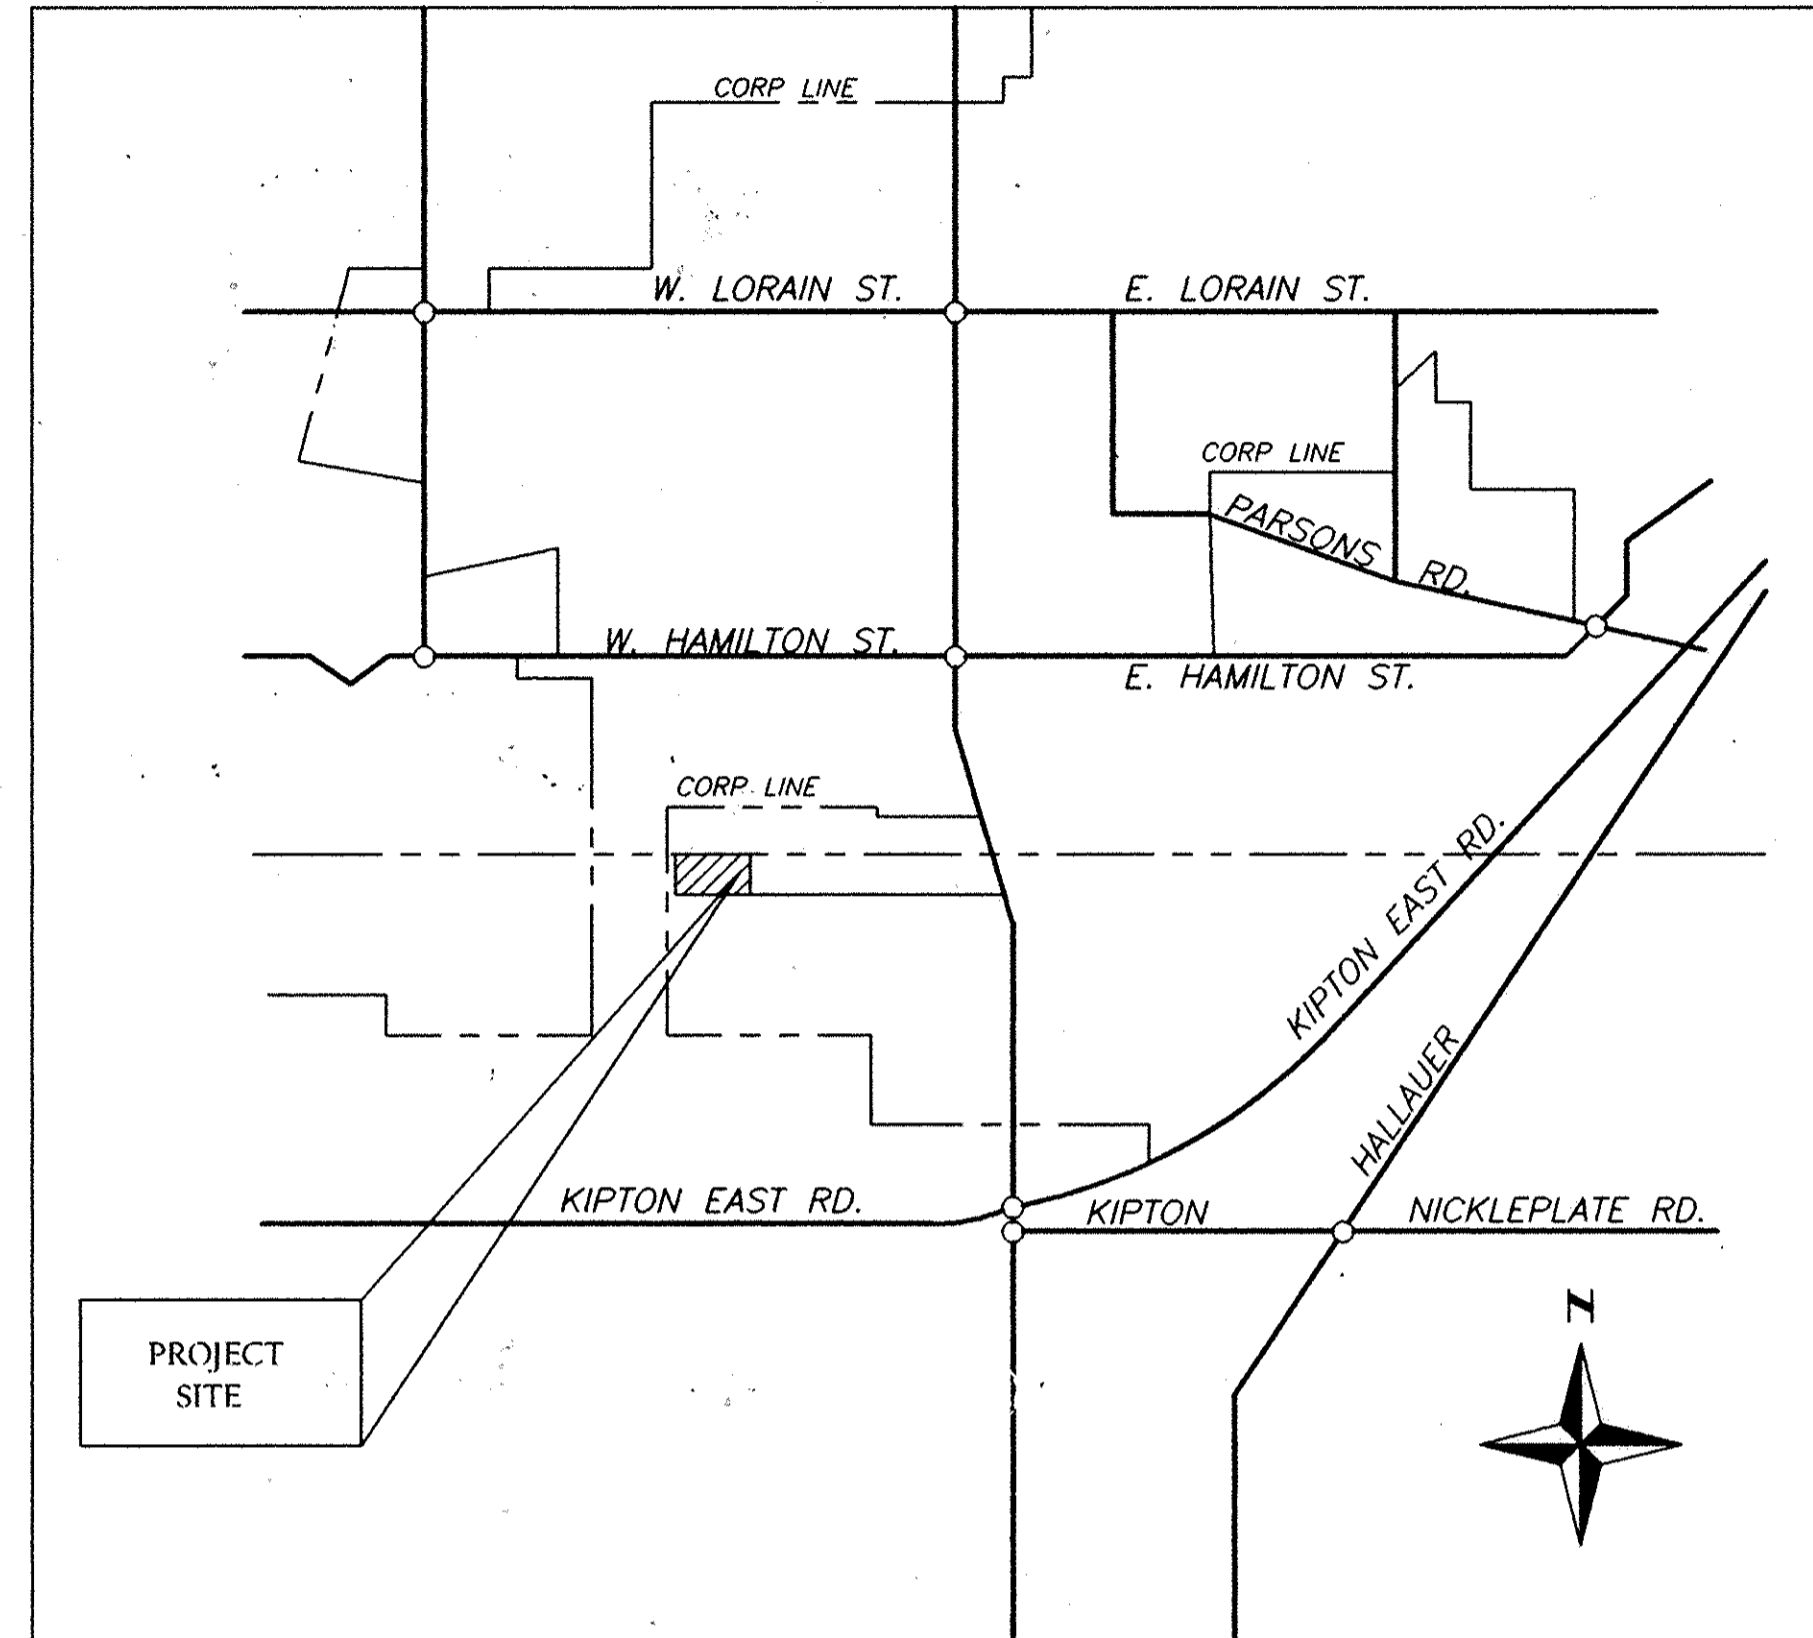 CORP LINE
W. LORAIN ST.
E. LORAIN ST.
CORP LINE
PARSONS RD.
W. HAMILTON ST.
E. HAMILTON ST.
CORP LINE
KIPTON EAST RD.
HALLAUER
KIPTON EAST RD.
KIPTON
NICKLEPLATE RD.
PROJECT
SITE
N